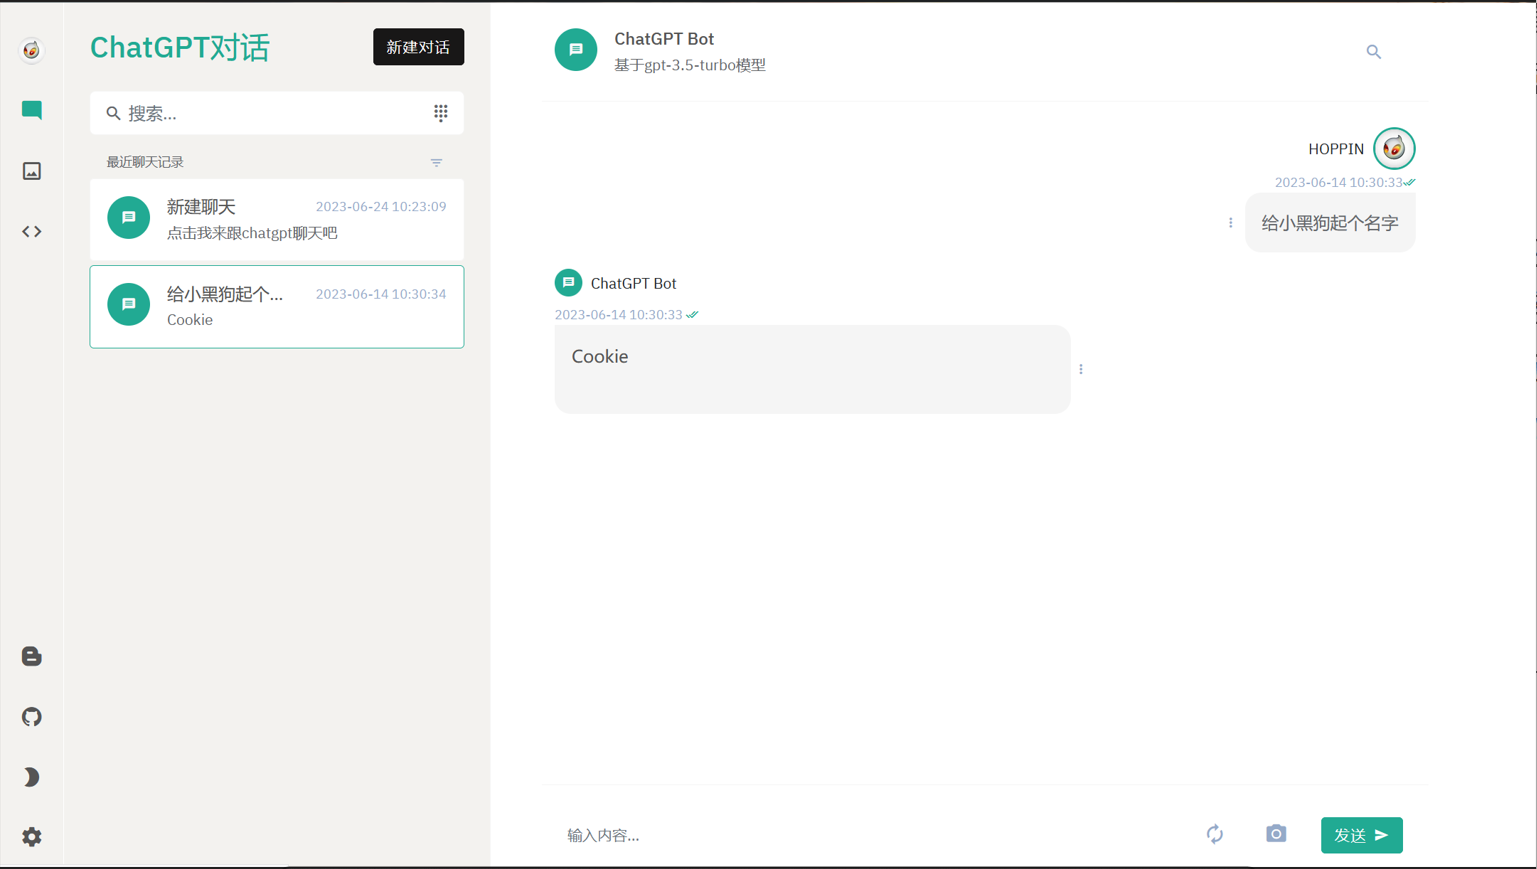 ChatGPT对话
新建对话
搜索...
最近聊天记录
新建聊天
2023-06-24 10:23:09
点击我来跟chatgpt聊天吧
给小黑狗起个...
2023-06-14 10:30:34
Cookie
ChatGPT Bot
基于gpt-3.5-turbo模型
HOPPIN
2023-06-14 10:30:33
给小黑狗起个名字
ChatGPT Bot
2023-06-14 10:30:33
Cookie
输入内容...
发送